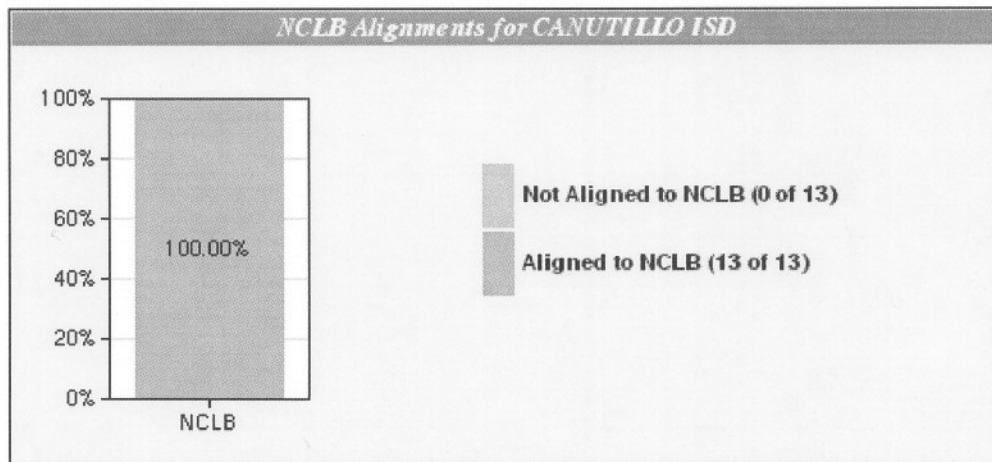 NCLB Alignments for CANUTILLO ISD
100%
80%
60%
40%
20%
0%
100.00%
NCLB
Not Aligned to NCLB (0 of 13)
Aligned to NCLB (13 of 13)